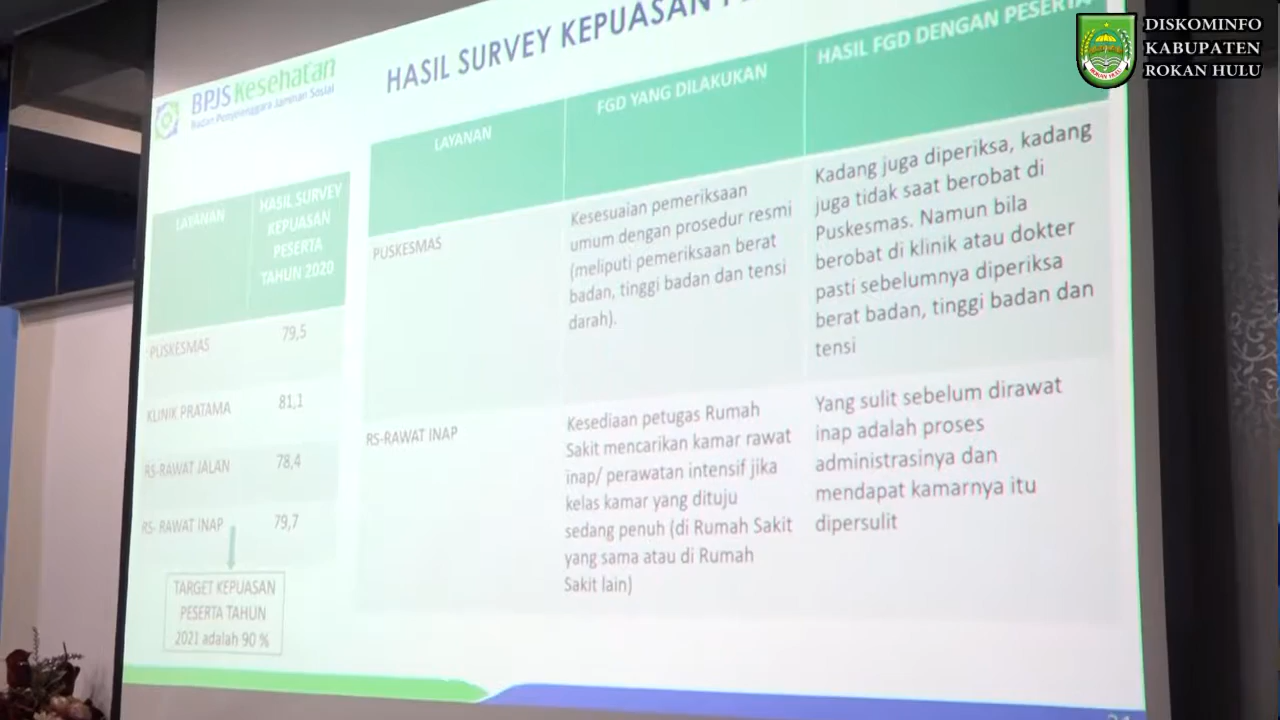 DISKOMINFO
KABUPATEN
ROKAN HULU
BPJS Kesehatan
Badan Penyelenggara Jaminan Sosial
HASIL SURVEY KEPUASAN
LAYANAN
HASIL SURVEY
KEPUASAN
PESERTA
TAHUN 2020
PUSKESMAS
79,5
KLINIK PRATAMA
81,1
RS-RAWAT JALAN
78,4
RS- RAWAT INAP
79,7
TARGET KEPUASAN
PESERTA TAHUN
2021 adalah 90 %
LAYANAN
FGD YANG DILAKUKAN
HASIL FGD DENGAN PESERTA
PUSKESMAS
Kesesuaian pemeriksaan
umum dengan prosedur resmi
(meliputi pemeriksaan berat
badan, tinggi badan dan tensi
darah).
Kadang juga diperiksa, kadang
juga tidak saat berobat di
Puskesmas. Namun bila
berobat di klinik atau dokter
pasti sebelumnya diperiksa
berat badan, tinggi badan dan
tensi
RS-RAWAT INAP
Kesediaan petugas Rumah
Sakit mencarikan kamar rawat
inap/ perawatan intensif jika
kelas kamar yang dituju
sedang penuh (di Rumah Sakit
yang sama atau di Rumah
Sakit lain)
Yang sulit sebelum dirawat
inap adalah proses
administrasinya dan
mendapat kamarnya itu
dipersulit